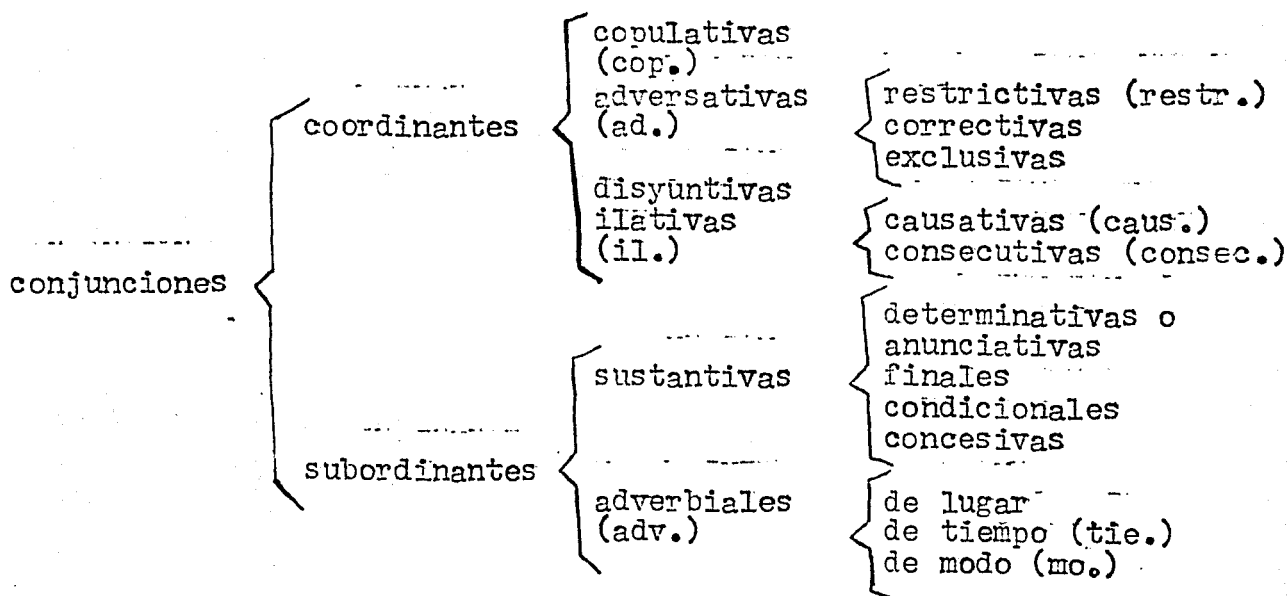 copulativas
(cop.)
adversativas
(ad.)
restrictivas (restr.)
correctivas
exclusivas
coordinantes
disyuntivas
ilativas
(il.)
causativas (caus.)
consecutivas (consec.)
conjunciones
determinativas o
anunciativas
finales
condicionales
concesivas
sustantivas
subordinantes
adverbiales
(adv.)
de lugar
de tiempo (tie.)
de modo (mo.)